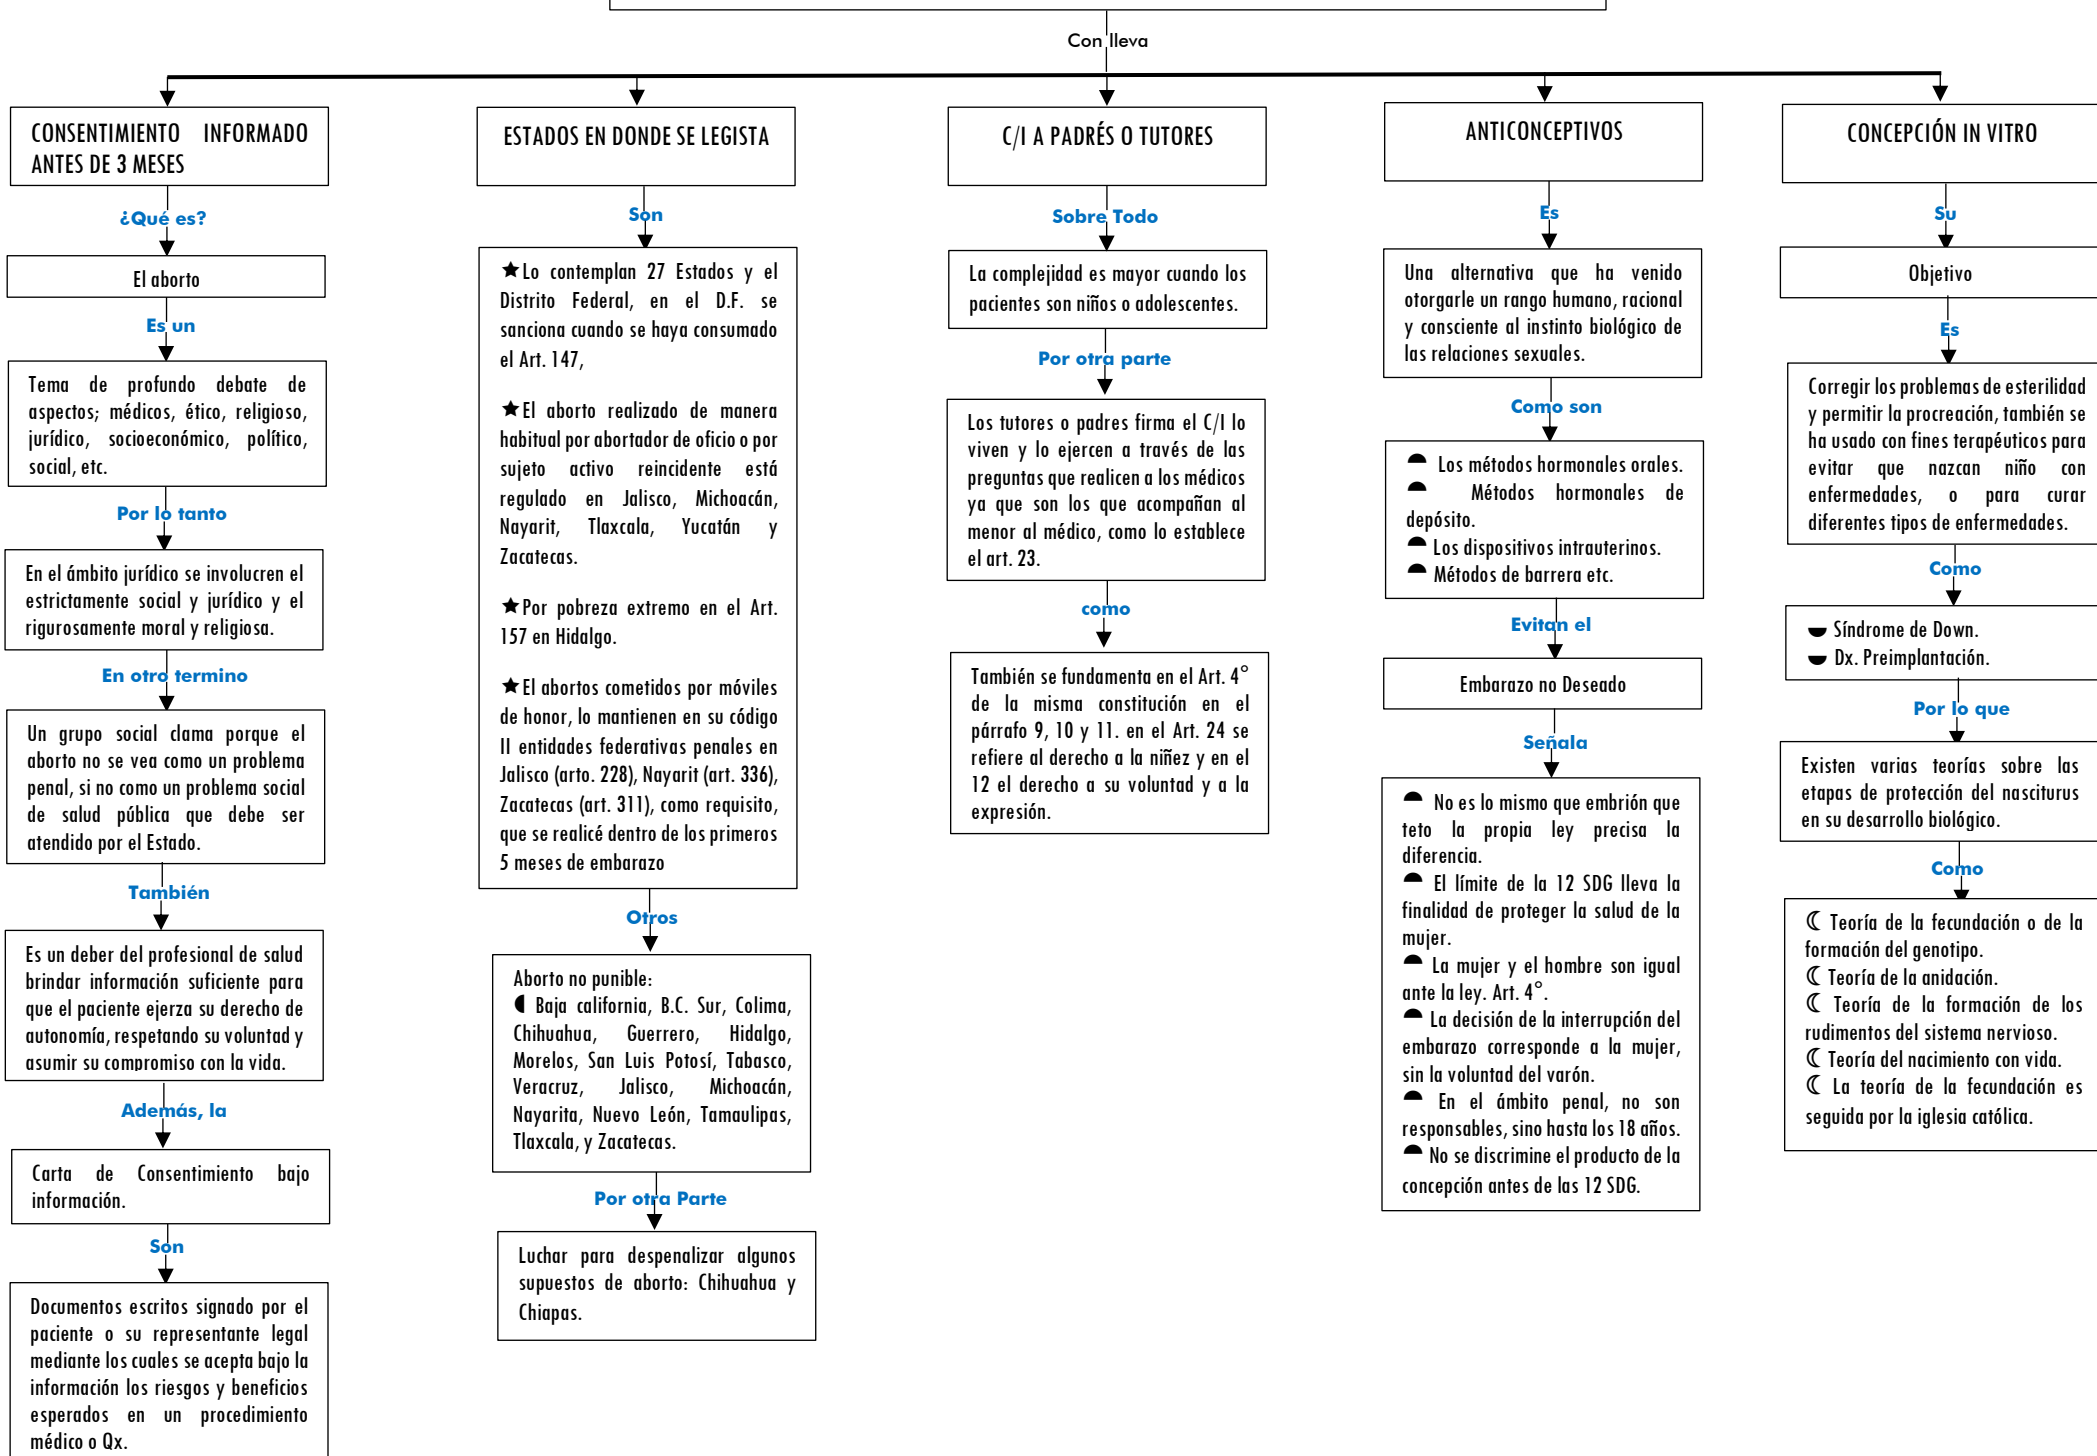 Con lleva
CONSENTIMIENTO INFORMADO
ANTES DE 3 MESES
¿Qué es?
El aborto
Es un
Tema de profundo debate de
aspectos; médicos, ético, religioso,
jurídico, socioeconómico, político,
social, etc.
Por lo tanto
En el ámbito jurídico se involucren el
estrictamente social y jurídico y el
rigurosamente moral y religiosa.
En otro termino
Un grupo social clama porque el
aborto no se vea como un problema
penal, si no como un problema social
de salud pública que debe ser
atendido por el Estado.
También
Es un deber del profesional de salud
brindar información suficiente para
que el paciente ejerza su derecho de
autonomía, respetando su voluntad y
asumir su compromiso con la vida.
Además, la
Carta de Consentimiento bajo
información.
Son
Documentos escritos signado por el
paciente o su representante legal
mediante los cuales se acepta bajo la
información los riesgos y beneficios
esperados en un procedimiento
médico o Qx.
ESTADOS EN DONDE SE LEGISTA
Son
★Lo contemplan 27 Estados y el
Distrito Federal, en el D.F. se
sanciona cuando se haya consumado
el Art. 147,
★El aborto realizado de manera
habitual por abortador de oficio o por
sujeto activo reincidente está
regulado en Jalisco, Michoacán,
Nayarit, Tlaxcala, Yucatán y
Zacatecas.
★Por pobreza extremo en el Art.
157 en Hidalgo.
★El abortos cometidos por móviles
de honor, lo mantienen en su código
II entidades federativas penales en
Jalisco (arto. 228), Nayarit (art. 336),
Zacatecas (art. 311), como requisito,
que se realicé dentro de los primeros
5 meses de embarazo
Otros
Aborto no punible:
Baja california, B.C. Sur, Colima,
Chihuahua, Guerrero, Hidalgo,
Morelos, San Luis Potosí, Tabasco,
Veracruz, Jalisco, Michoacán,
Nayarita, Nuevo León, Tamaulipas,
Tlaxcala, y Zacatecas.
Por otra Parte
Luchar para despenalizar algunos
supuestos de aborto: Chihuahua y
Chiapas.
C/I A PADRÉS O TUTORES
Sobre Todo
La complejidad es mayor cuando los
pacientes son niños o adolescentes.
Por otra parte
Los tutores o padres firma el C/I lo
viven y lo ejercen a través de las
preguntas que realicen a los médicos
ya que son los que acompañan al
menor al médico, como lo establece
el art. 23.
como
También se fundamenta en el Art. 4°
de la misma constitución en el
párrafo 9, 10 y 11. en el Art. 24 se
refiere al derecho a la niñez y en el
12 el derecho a su voluntad y a la
expresión.
ANTICONCEPTIVOS
Es
Una alternativa que ha venido
otorgarle un rango humano, racional
y consciente al instinto biológico de
las relaciones sexuales.
Como son
Los métodos hormonales orales.
Métodos hormonales de
depósito.
Los dispositivos intrauterinos.
Métodos de barrera etc.
Evitan el
Embarazo no Deseado
Señala
No es lo mismo que embrión que
teto la propia ley precisa la
diferencia.
El límite de la 12 SDG lleva la
finalidad de proteger la salud de la
mujer.
La mujer y el hombre son igual
ante la ley. Art. 4°.
La decisión de la interrupción del
embarazo corresponde a la mujer,
sin la voluntad del varón.
En el ámbito penal, no son
responsables, sino hasta los 18 años.
No se discrimine el producto de la
concepción antes de las 12 SDG.
CONCEPCIÓN IN VITRO
Su
Objetivo
Es
Corregir los problemas de esterilidad
y permitir la procreación, también se
ha usado con fines terapéuticos para
evitar que nazcan niño con
enfermedades, o para curar
diferentes tipos de enfermedades.
Como
Síndrome de Down.
Dx. Preimplantación.
Por lo que
Existen varias teorías sobre las
etapas de protección del nasciturus
en su desarrollo biológico.
Como
☾ Teoría de la fecundación o de la
formación del genotipo.
☾ Teoría de la anidación.
☾ Teoría de la formación de los
rudimentos del sistema nervioso.
☾ Teoría del nacimiento con vida.
☾ La teoría de la fecundación es
seguida por la iglesia católica.